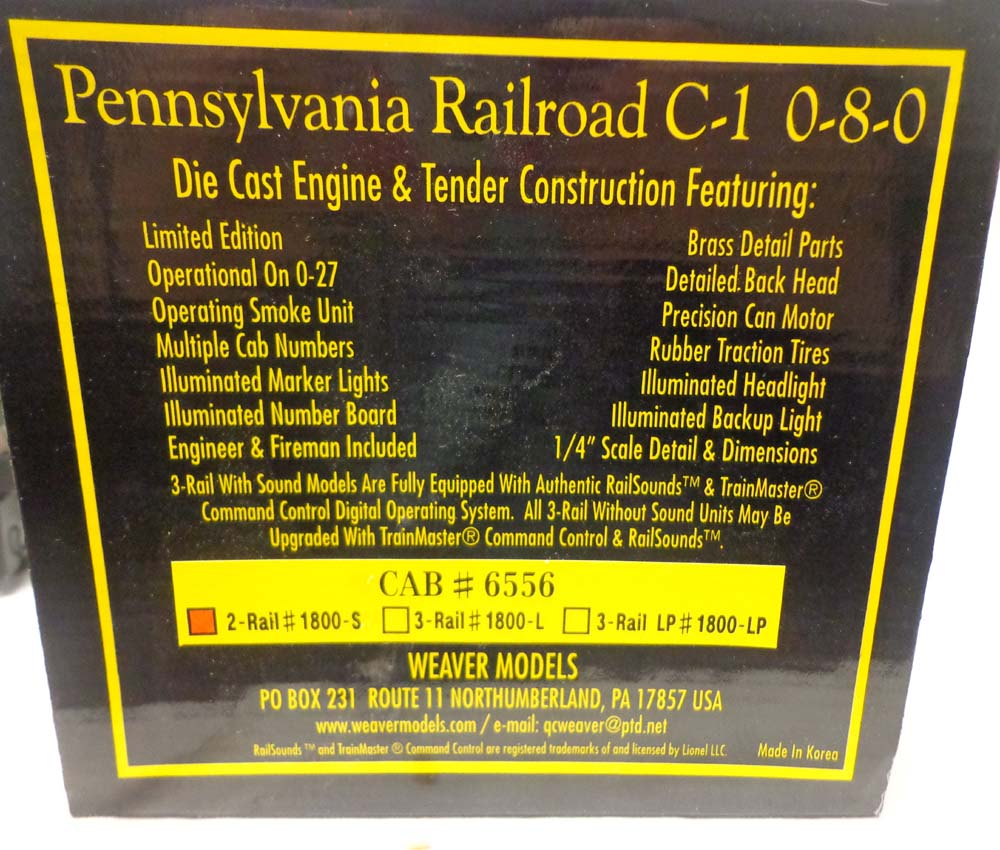 Pennsylvania Railroad C-1 0-8-0
Die Cast Engine & Tender Construction Featuring:
Limited Edition
Operational On 0-27
Operating Smoke Unit
Multiple Cab Numbers
Illuminated Marker Lights
Illuminated Number Board
Engineer & Fireman Included
Brass Detail Parts
Detailed Back Head
Precision Can Motor
Rubber Traction Tires
Illuminated Headlight
Illuminated Backup Light
1/4" Scale Detail & Dimensions
3-Rail With Sound Models Are Fully Equipped With Authentic RailSounds™ & TrainMaster®
Command Control Digital Operating System. All 3-Rail Without Sound Units May Be
Upgraded With TrainMaster® Command Control & RailSounds™.
CAB # 6556
2-Rail # 1800-S 3-Rail # 1800-L 3-Rail LP # 1800-LP
WEAVER MODELS
PO BOX 231 ROUTE 11 NORTHUMBERLAND, PA 17857 USA
www.weavermodels.com / e-mail: qcweaver@ptd.net
RailSounds ™ and TrainMaster ® Command Control are registered trademarks of and licensed by Lionel LLC. Made In Korea